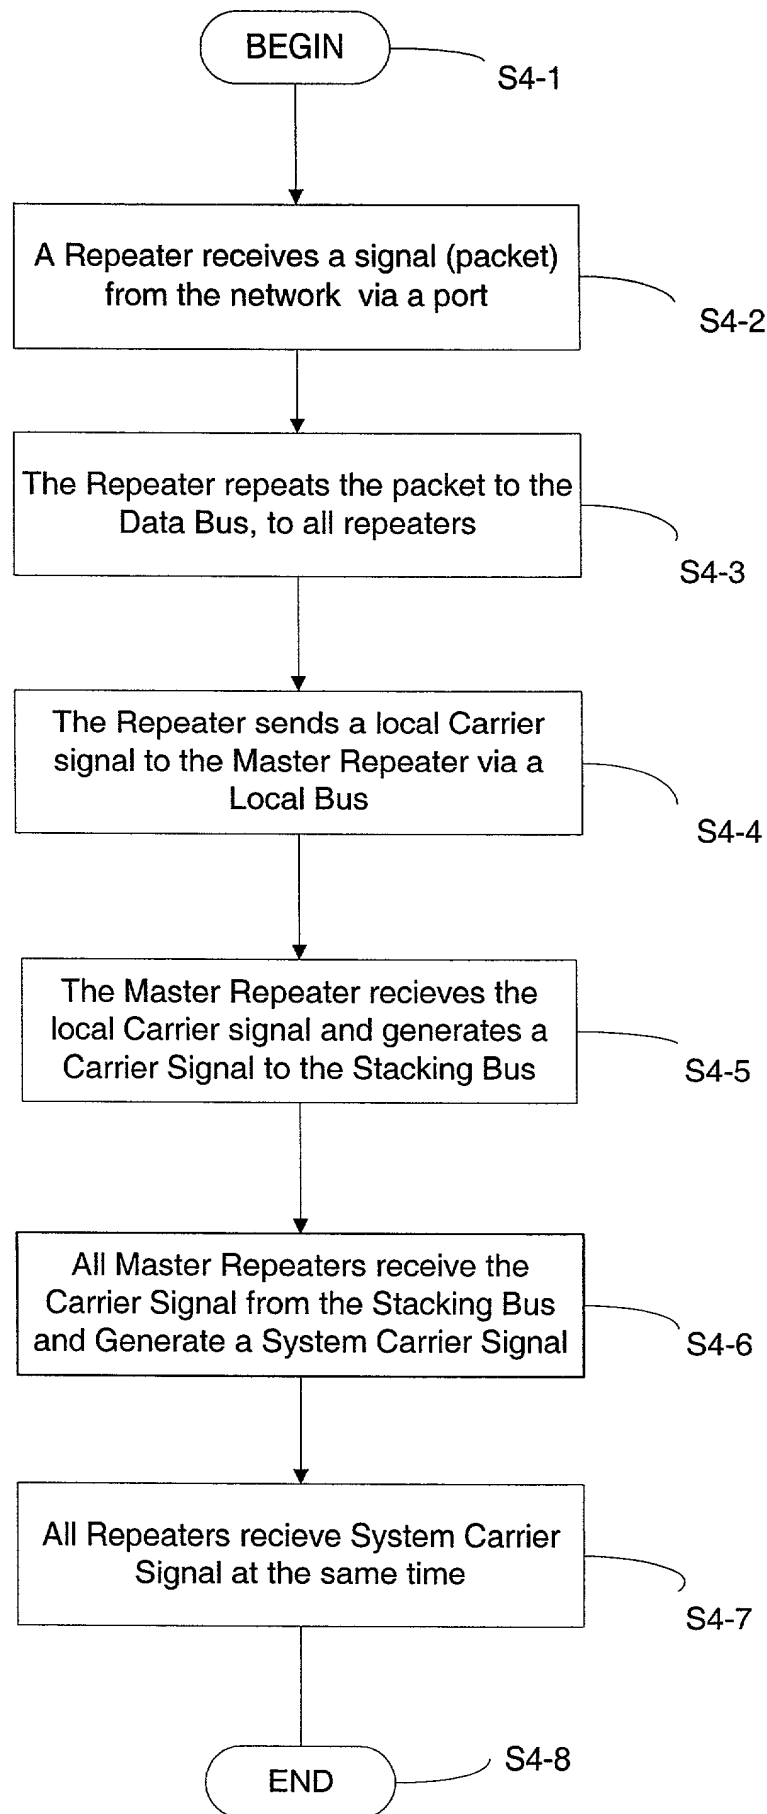 BEGIN
S4-1
A Repeater receives a signal (packet)
from the network via a port
S4-2
The Repeater repeats the packet to the
Data Bus, to all repeaters
S4-3
The Repeater sends a local Carrier
signal to the Master Repeater via a
Local Bus
S4-4
The Master Repeater recieves the
local Carrier signal and generates a
Carrier Signal to the Stacking Bus
S4-5
All Master Repeaters receive the
Carrier Signal from the Stacking Bus
and Generate a System Carrier Signal
S4-6
All Repeaters recieve System Carrier
Signal at the same time
S4-7
END
S4-8